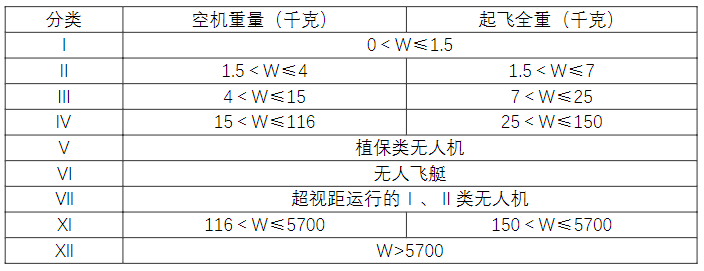 分类 空机重量（千克） 起飞全重（千克）
Ⅰ 0＜W≤1.5
Ⅱ 1.5＜W≤4 1.5＜W≤7
Ⅲ 4＜W≤15 7＜W≤25
Ⅳ 15＜W≤116 25＜W≤150
Ⅴ 植保类无人机
Ⅵ 无人飞艇
Ⅶ 超视距运行的Ⅰ、Ⅱ类无人机
Ⅺ 116＜W≤5700 150＜W≤5700
Ⅻ W>5700